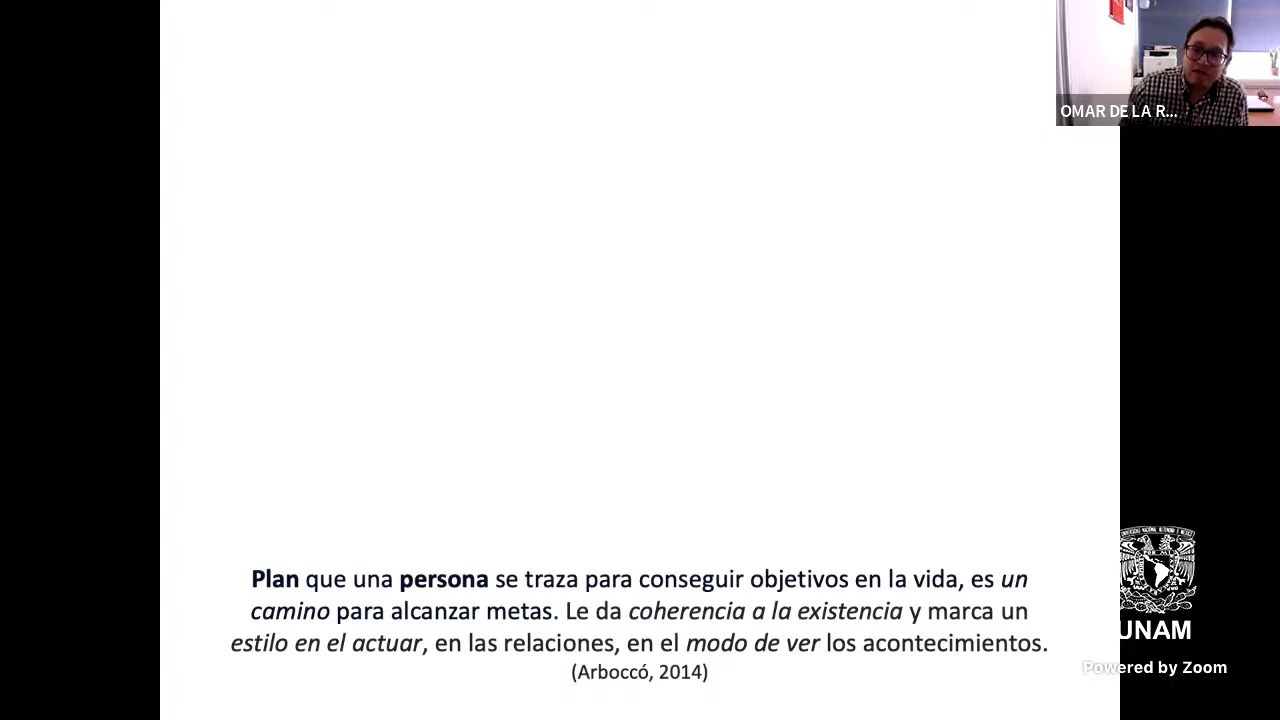 OMAR DE LA R...
Plan que una persona se traza para conseguir objetivos en la vida, es un
camino para alcanzar metas. Le da coherencia a la existencia y marca un
estilo en el actuar, en las relaciones, en el modo de ver los acontecimientos.
(Arboccó, 2014)
UNAM
Powered by Zoom